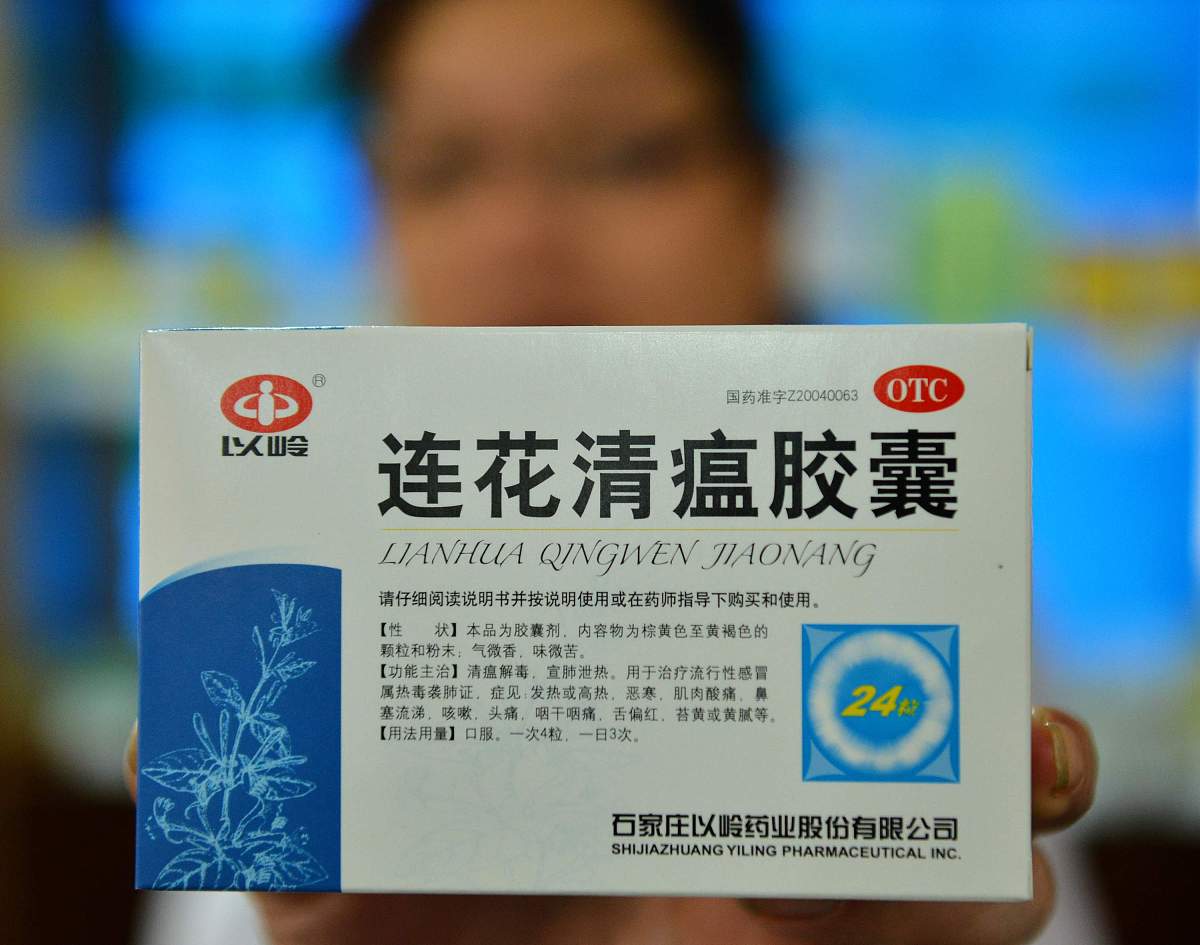 ®
以岭
国药准字Z20040063
OTC
连花清瘟胶囊
LIANHUA QINGWEN JIAONANG
请仔细阅读说明书并按说明使用或在药师指导下购买和使用。
【性 状】本品为胶囊剂，内容物为棕黄色至黄褐色的
颗粒和粉末；气微香，味微苦。
【功能主治】清瘟解毒，宣肺泄热。用于治疗流行性感冒
属热毒袭肺证，症见：发热或高热，恶寒，肌肉酸痛，鼻
塞流涕，咳嗽，头痛，咽干咽痛，舌偏红，苔黄或黄腻等。
【用法用量】口服。一次4粒，一日3次。
24粒
石家庄以岭药业股份有限公司
SHIJIAZHUANG YILING PHARMACEUTICAL INC.